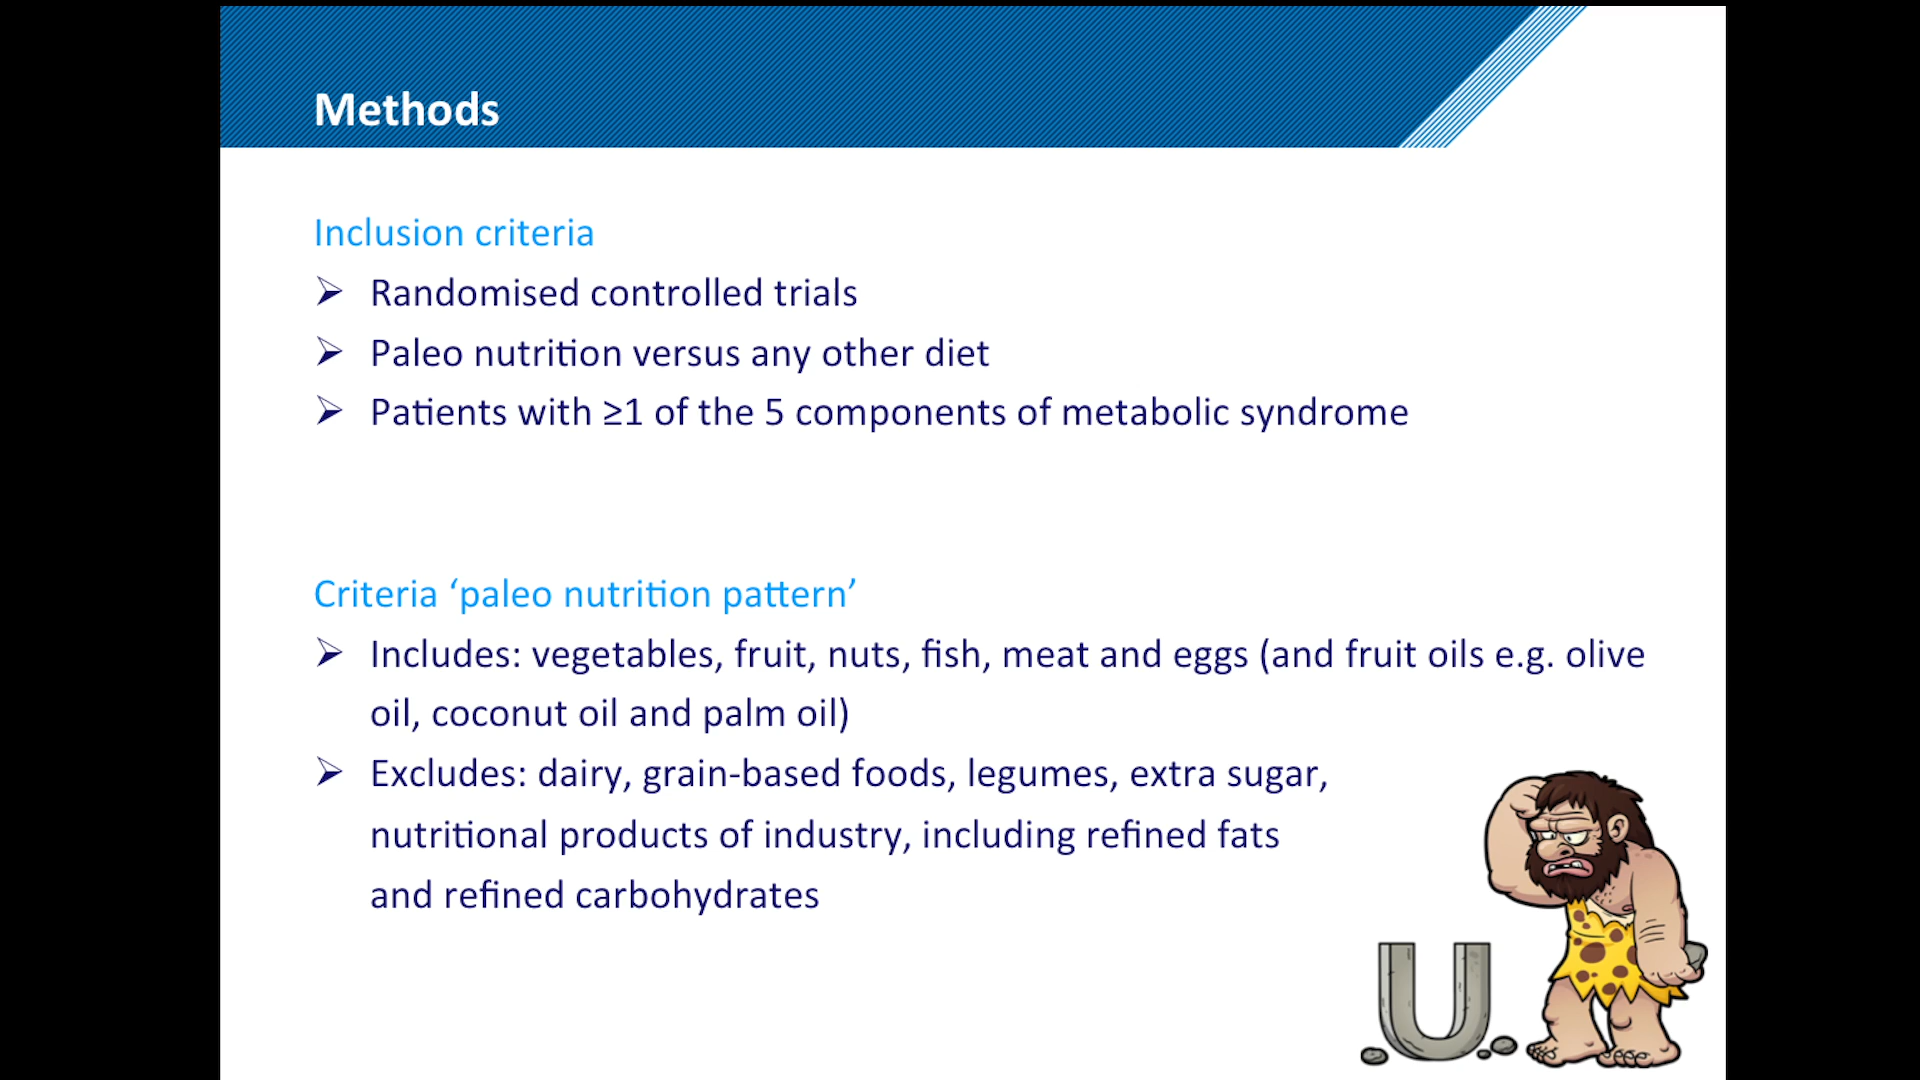 Methods
Inclusion criteria
➢ Randomised controlled trials
➢ Paleo nutrition versus any other diet
➢ Patients with ≥1 of the 5 components of metabolic syndrome
Criteria ‘paleo nutrition pattern’
➢ Includes: vegetables, fruit, nuts, fish, meat and eggs (and fruit oils e.g. olive
oil, coconut oil and palm oil)
➢ Excludes: dairy, grain-based foods, legumes, extra sugar,
nutritional products of industry, including refined fats
and refined carbohydrates
U